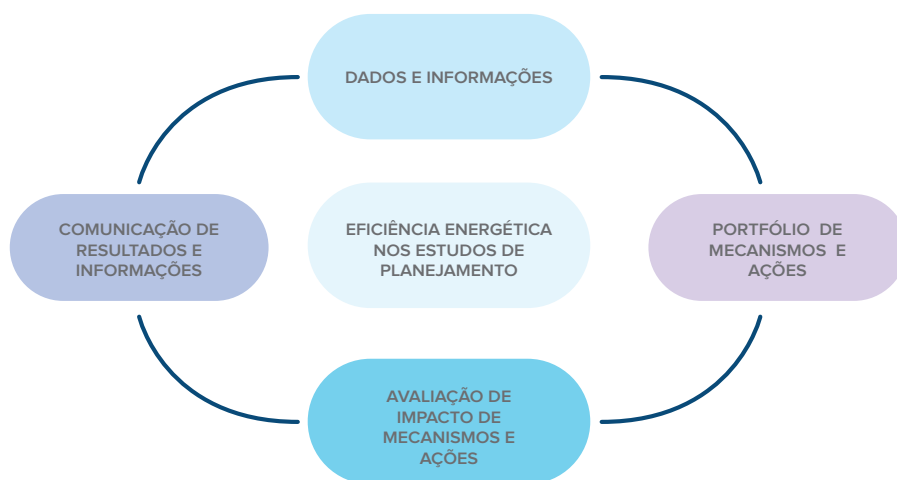 DADOS E INFORMAÇÕES
COMUNICAÇÃO DE
RESULTADOS E
INFORMAÇÕES
EFICIÊNCIA ENERGÉTICA
NOS ESTUDOS DE
PLANEJAMENTO
PORTFÓLIO DE
MECANISMOS E
AÇÕES
AVALIAÇÃO DE
IMPACTO DE
MECANISMOS E
AÇÕES